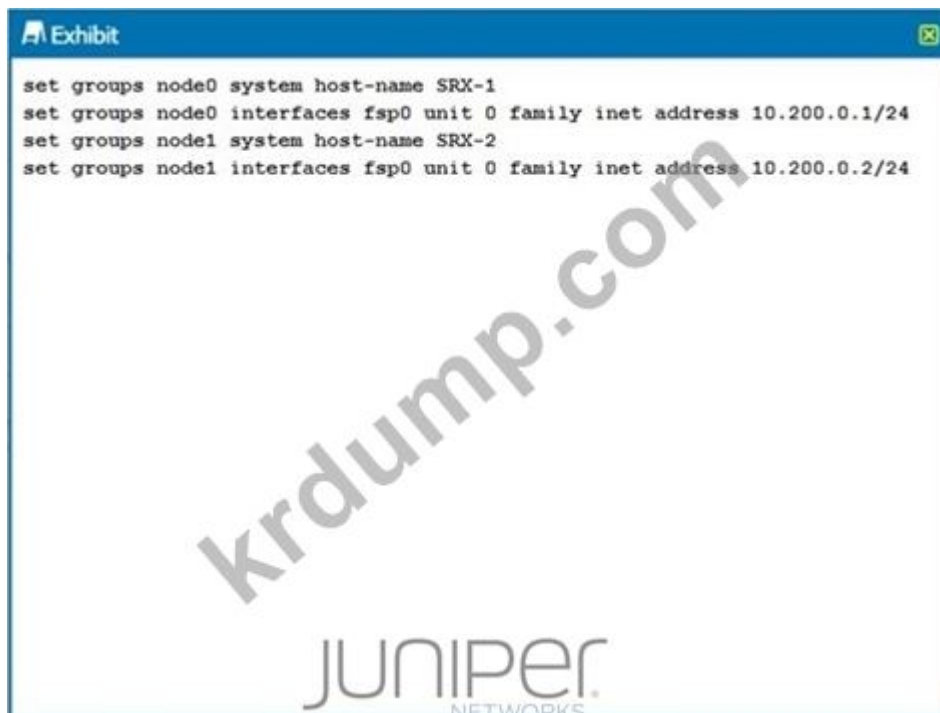 Exhibit
set groups node0 system host-name SRX-1
set groups node0 interfaces fsp0 unit 0 family inet address 10.200.0.1/24
set groups node1 system host-name SRX-2
set groups node1 interfaces fsp0 unit 0 family inet address 10.200.0.2/24
krdump.com
JUNIPER
NETWORKS